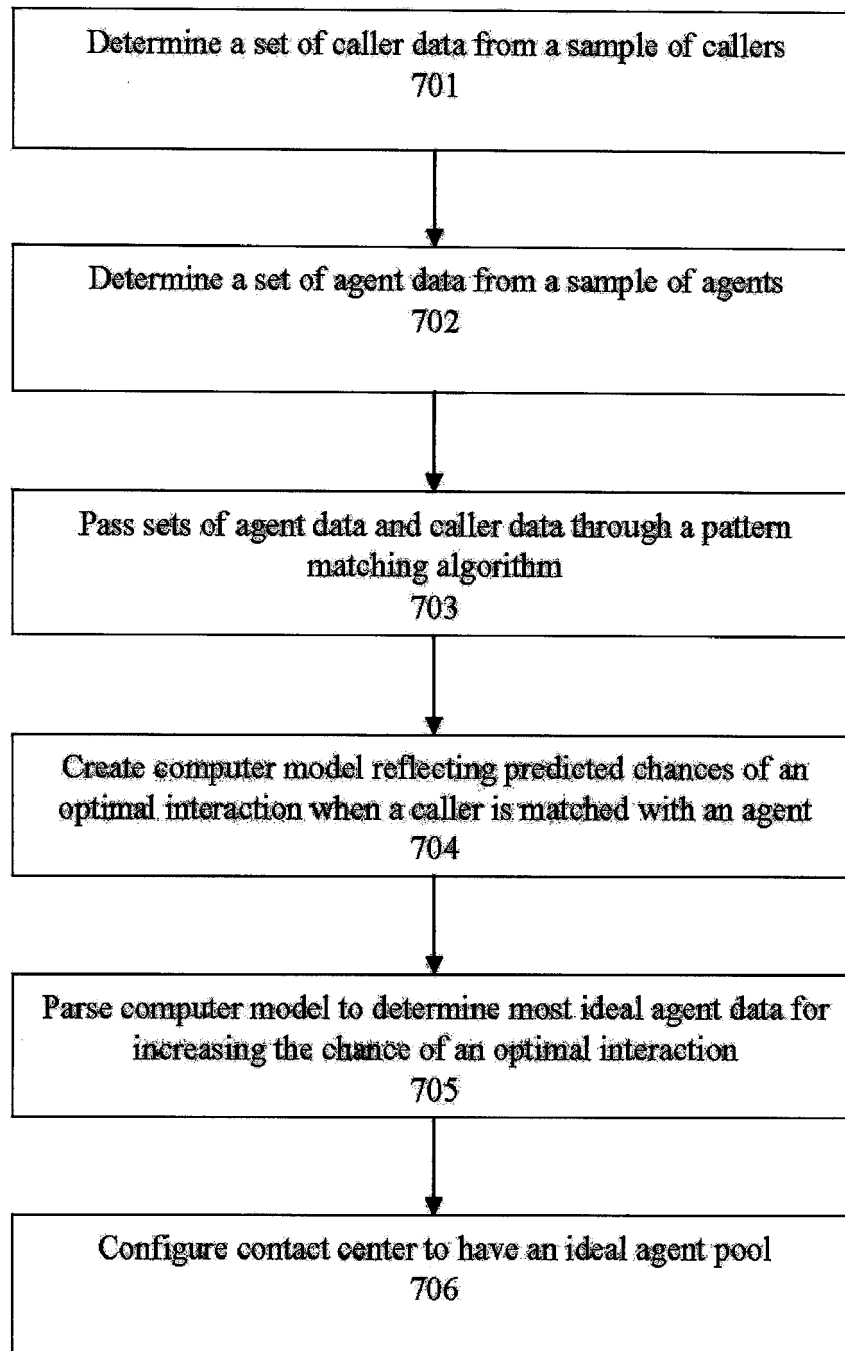 Determine a set of caller data from a sample of callers
701
Determine a set of agent data from a sample of agents
702
Pass sets of agent data and caller data through a pattern
matching algorithm
703
Create computer model reflecting predicted chances of an
optimal interaction when a caller is matched with an agent
704
Parse computer model to determine most ideal agent data for
increasing the chance of an optimal interaction
705
Configure contact center to have an ideal agent pool
706